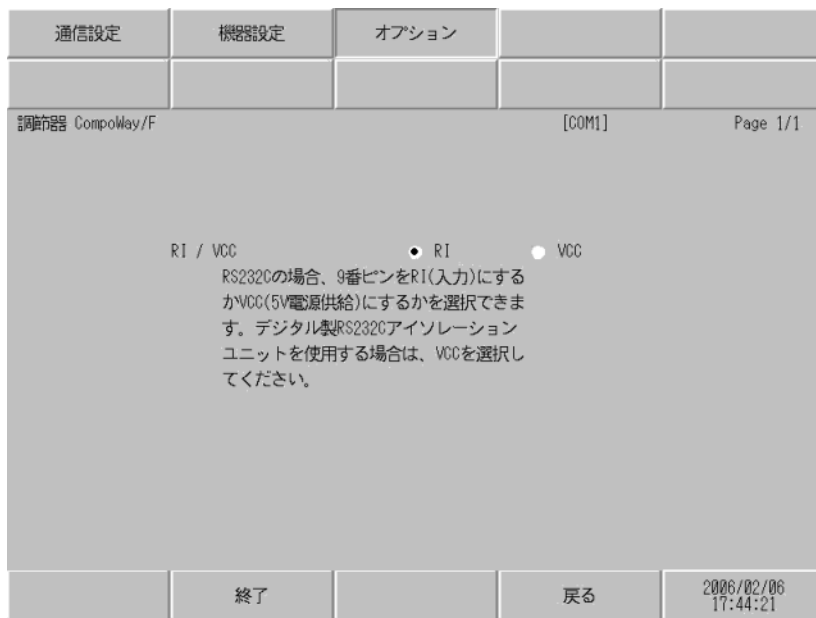 通信設定 機器設定 オプション
調節器 CompoWay/F [COM1] Page 1/1
RI / VCC RI VCC
RS232Cの場合、9番ピンをRI(入力)にする
かVCC(5V電源供給)にするかを選択できま
す。デジタル製RS232Cアイソレーション
ユニットを使用する場合は、VCCを選択し
てください。
終了 戻る 2006/02/06
17:44:21